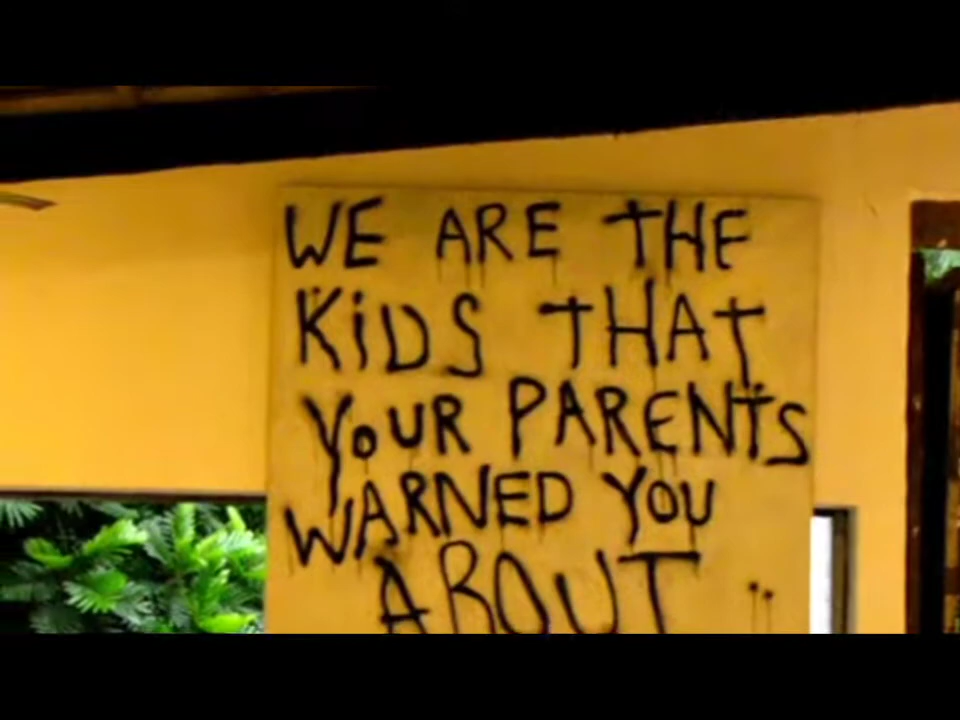 WE ARE THE
KiDS THAT
YoUR PARENTS
WARNED YOU
ABOUT ..